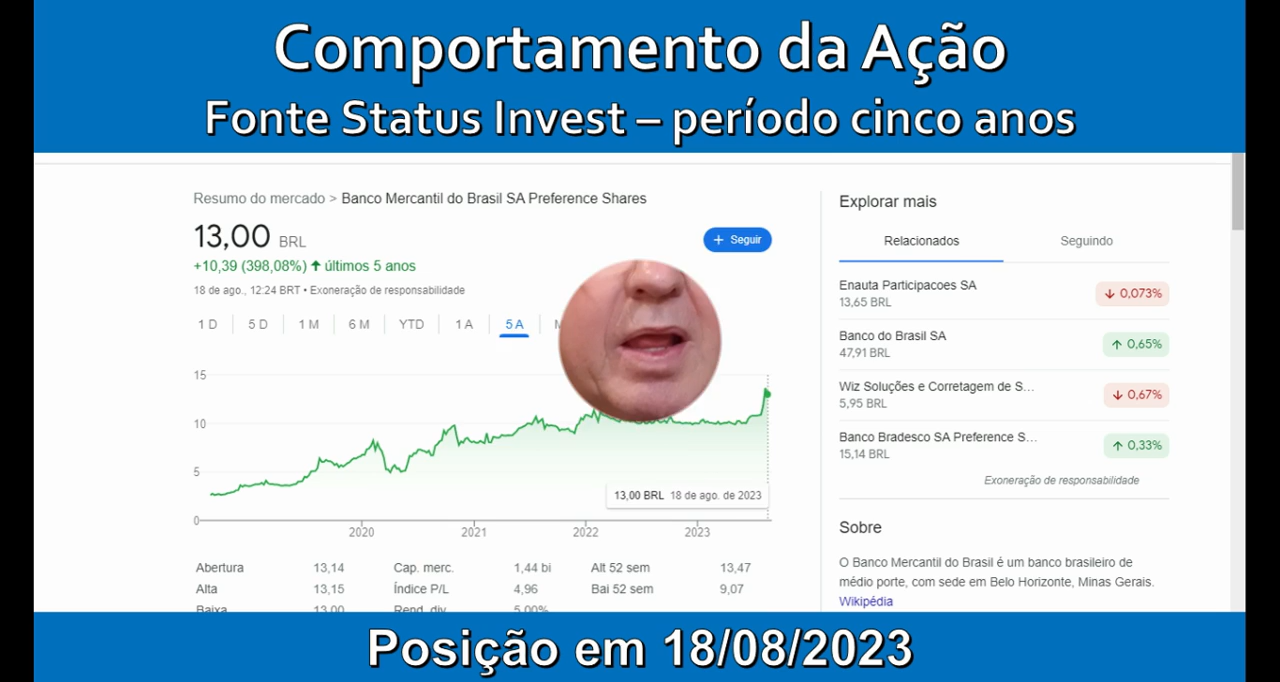 Comportamento da Ação
Fonte Status Invest – período cinco anos
Resumo do mercado > Banco Mercantil do Brasil SA Preference Shares
13,00 BRL
+ Seguir
+10,39 (398,08%) ↑ últimos 5 anos
18 de ago., 12:24 BRT • Exoneração de responsabilidade
1 D 5 D 1 M 6 M YTD 1 A 5 A
15
10
5
0
13,00 BRL 18 de ago. de 2023
2020 2021 2022 2023
Abertura 13,14 Cap. merc. 1,44 bi Alt 52 sem 13,47
Alta 13,15 Índice P/L 4,96 Bai 52 sem 9,07
Baixa 13,00 Rend. div. 5,00%
Explorar mais
Relacionados Seguindo
Enauta Participacoes SA
13,65 BRL
↓ 0,073%
Banco do Brasil SA
47,91 BRL
↑ 0,65%
Wiz Soluções e Corretagem de S...
5,95 BRL
↓ 0,67%
Banco Bradesco SA Preference S...
15,14 BRL
↑ 0,33%
Exoneração de responsabilidade
Sobre
O Banco Mercantil do Brasil é um banco brasileiro de
médio porte, com sede em Belo Horizonte, Minas Gerais.
Wikipédia
Posição em 18/08/2023